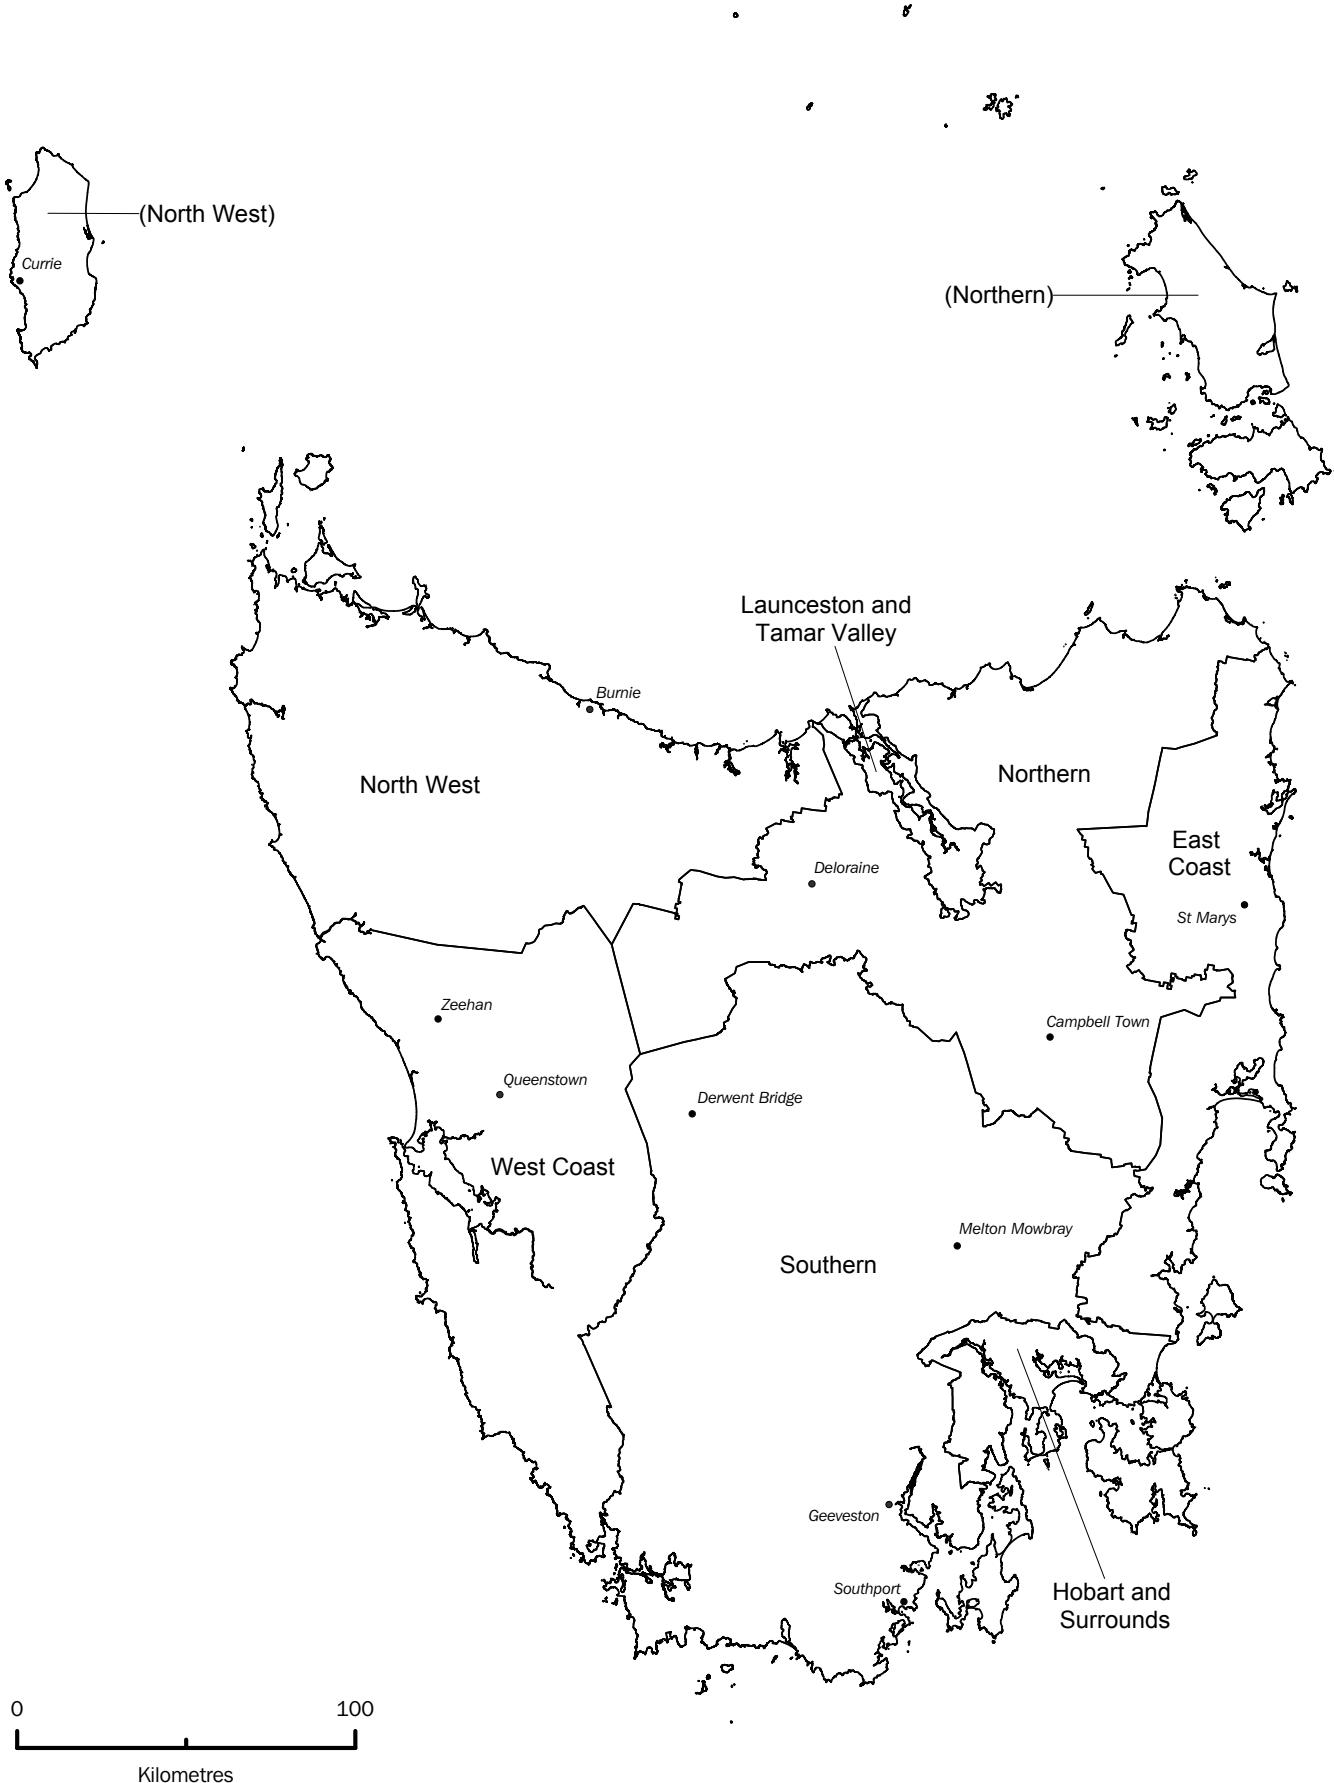 (North West)
Currie
(Northern)
Launceston and
Tamar Valley
Burnie
North West
Northern
East
Coast
Deloraine
St Marys
Zeehan
Campbell Town
Queenstown
Derwent Bridge
West Coast
Melton Mowbray
Southern
Geeveston
Southport
Hobart and
Surrounds
0 100
Kilometres